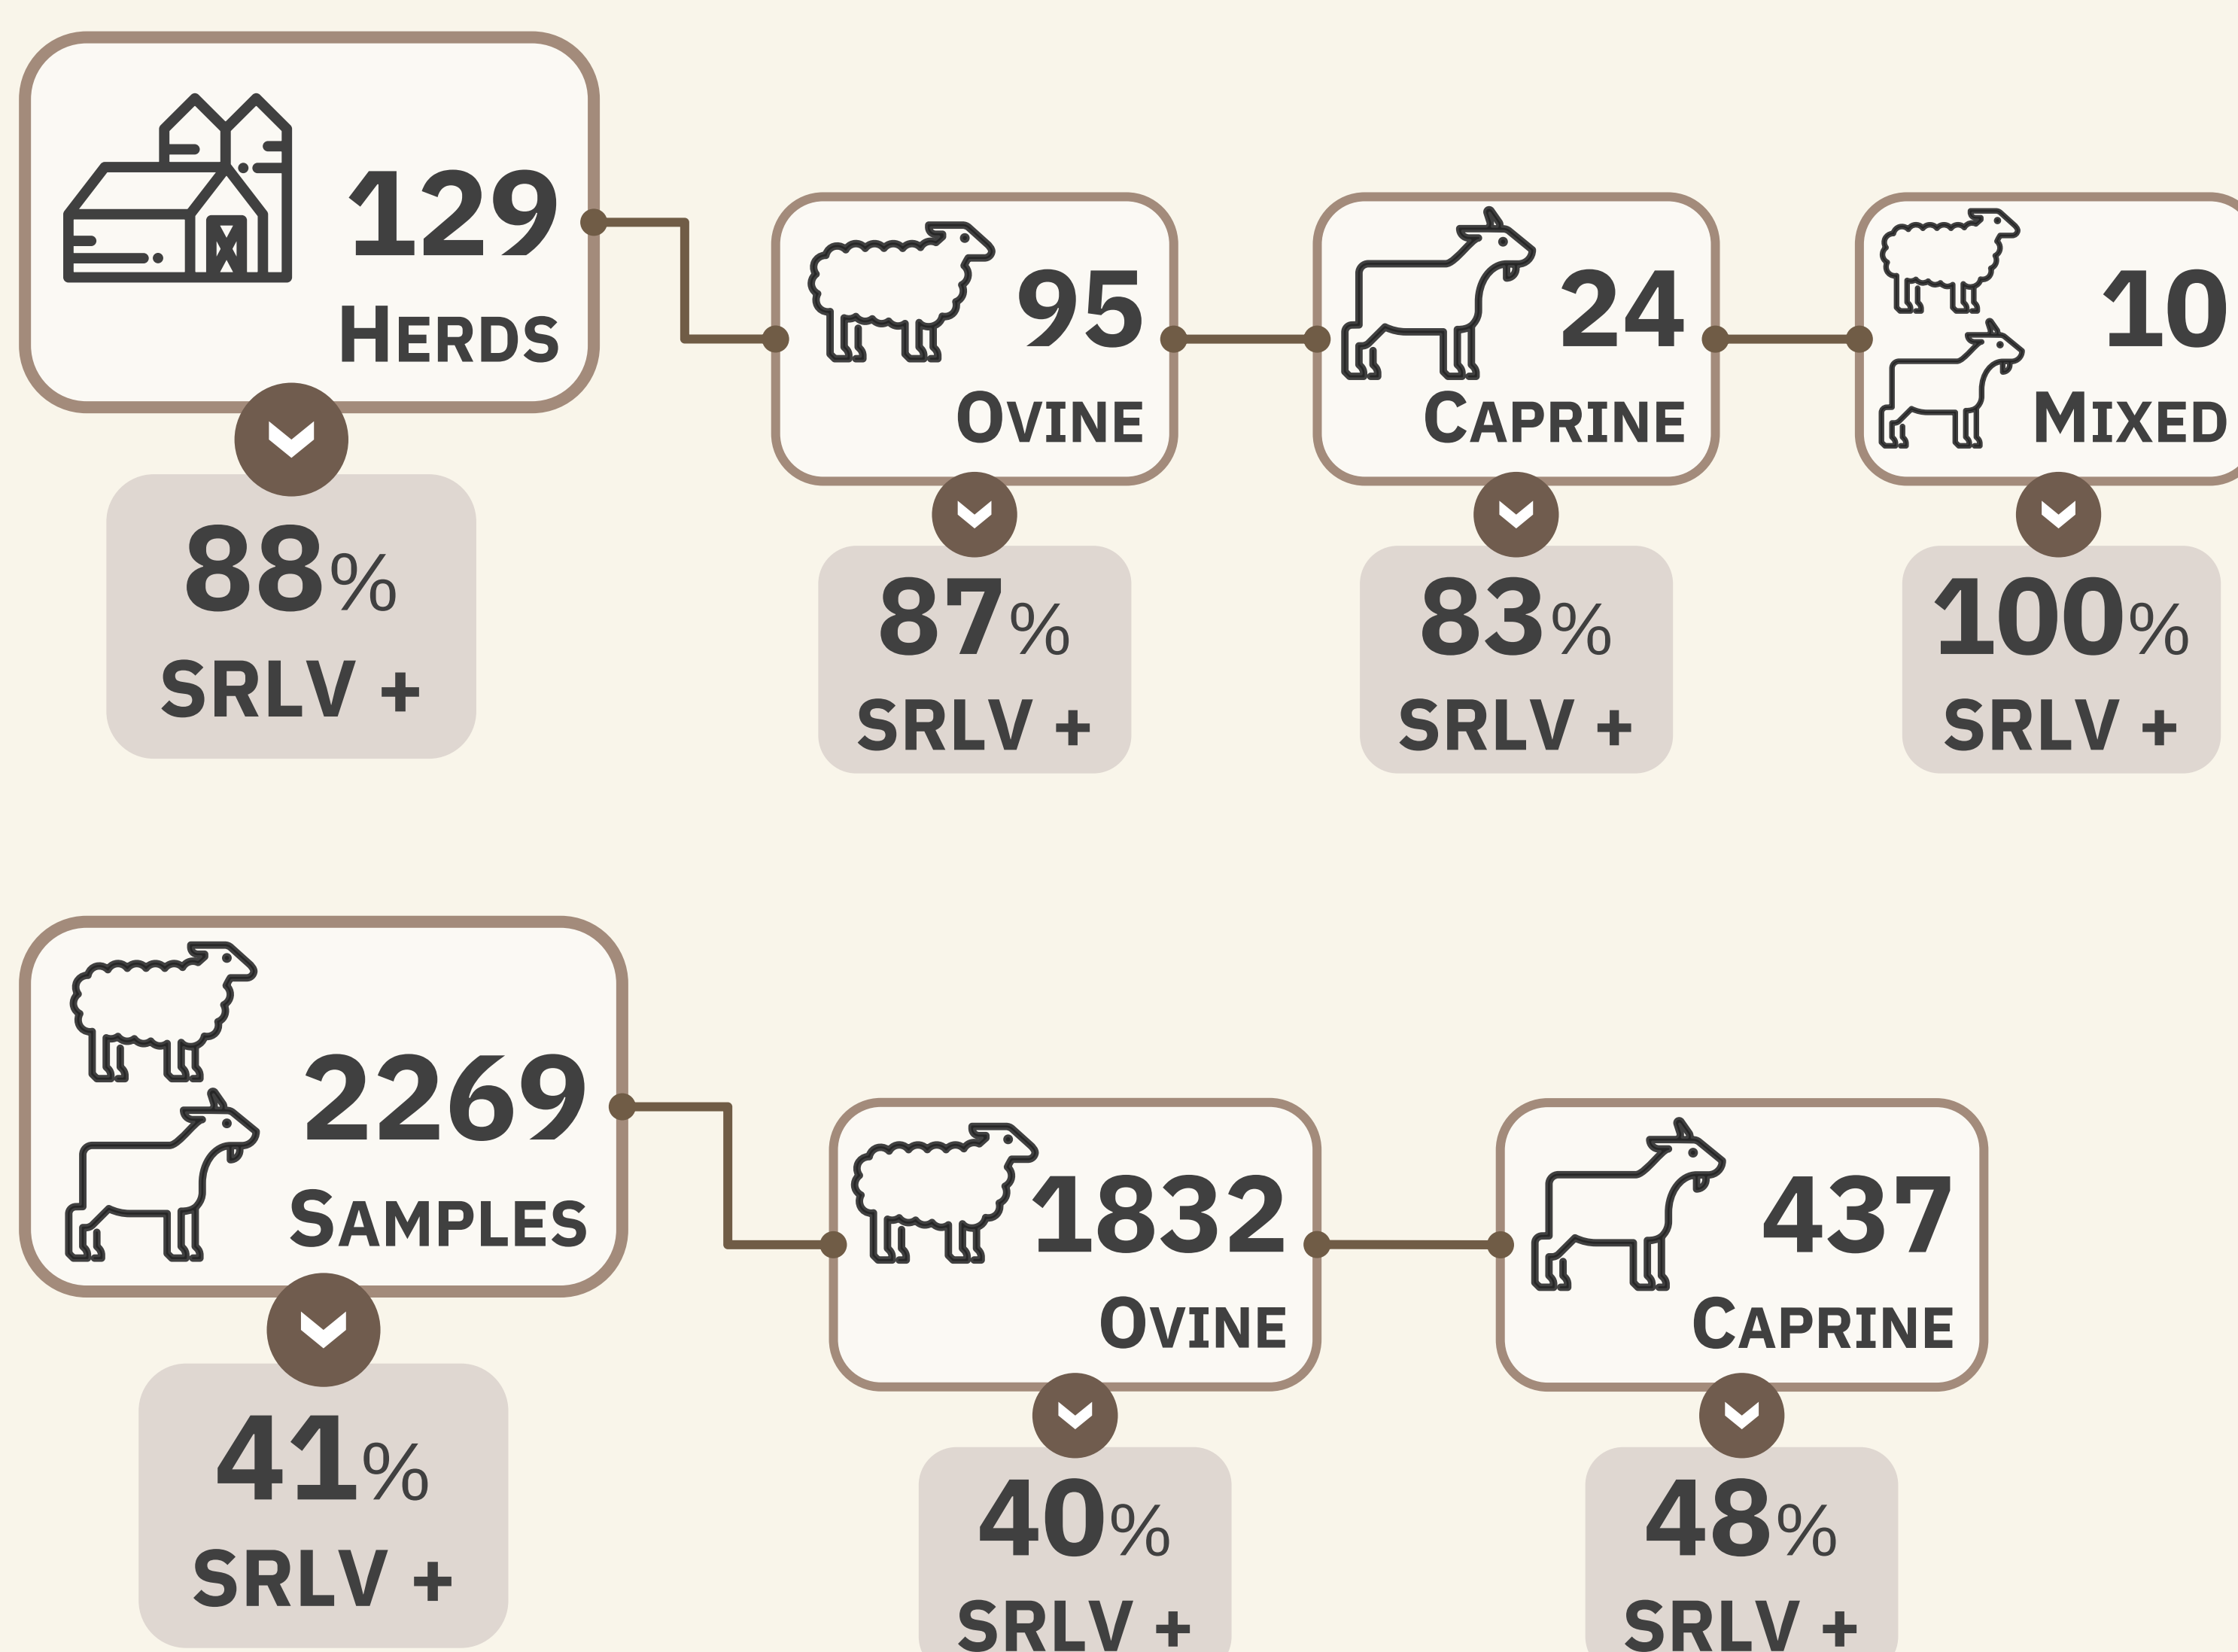 129
HERDS
88%
SRLV +
95
OVINE
87%
SRLV +
24
CAPRINE
83%
SRLV +
10
MIXED
100%
SRLV +
2269
SAMPLES
41%
SRLV +
1832
OVINE
40%
SRLV +
437
CAPRINE
48%
SRLV +